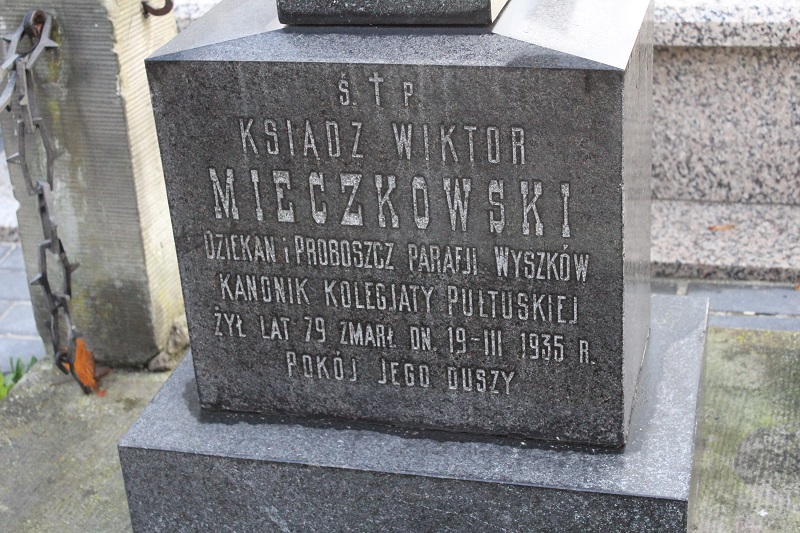 Ś. † P.
KSIĄDZ WIKTOR
MIECZKOWSKI
DZIEKAN I PROBOSZCZ PARAFJI WYSZKÓW
KANONIK KOLEGJATY PUŁTUSKIEJ
ŻYŁ LAT 79 ZMARŁ DN. 19-III 1935 R.
POKÓJ JEGO DUSZY